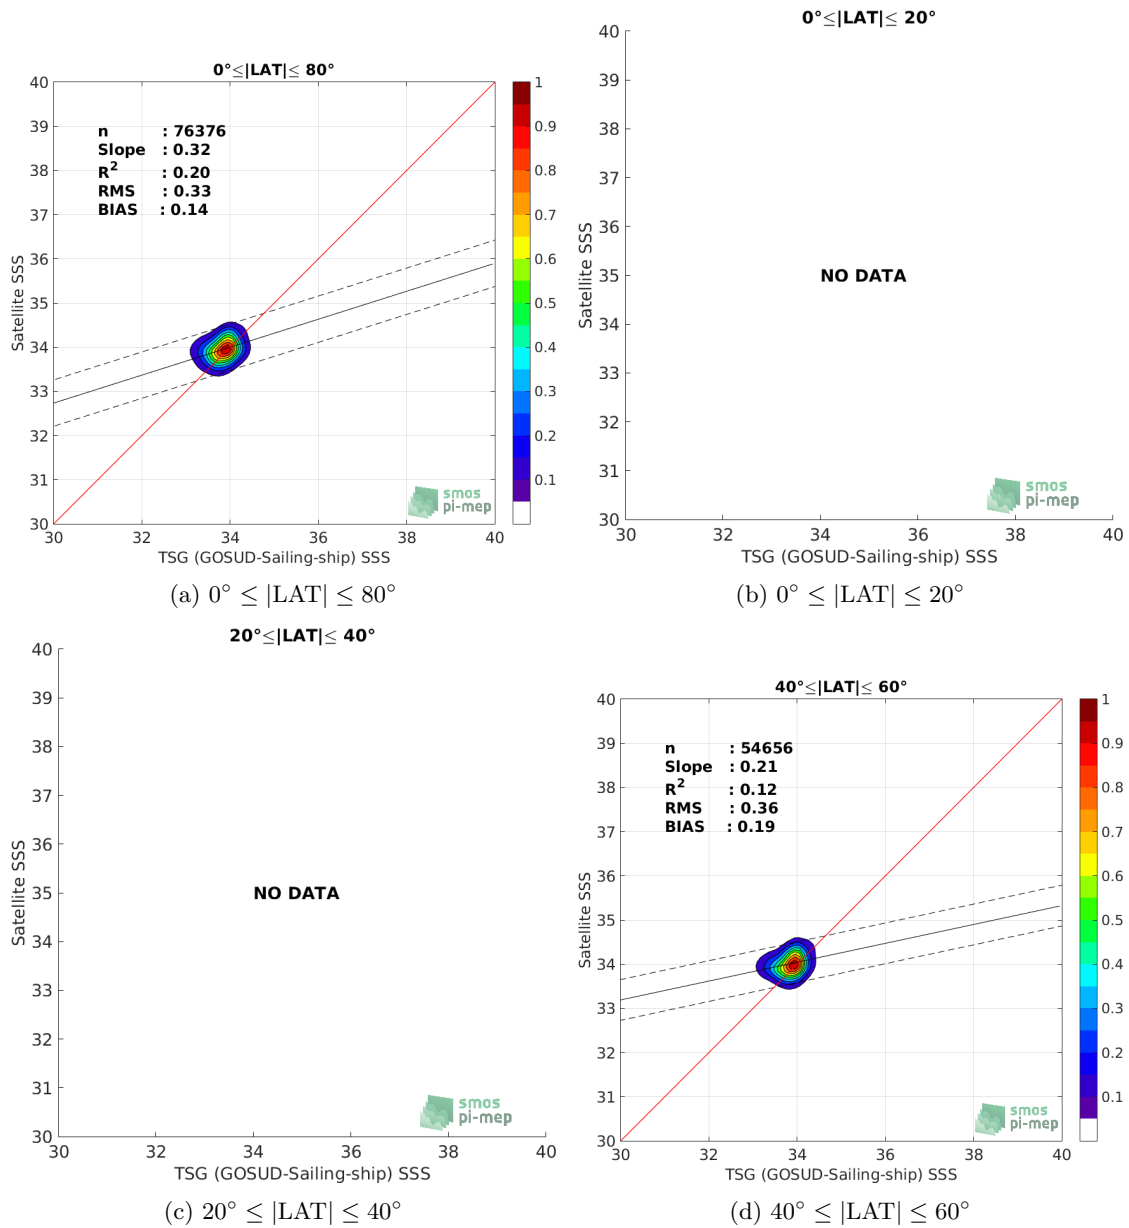 0°≤|LAT|≤ 80°
40
39
38
37
36
35
34
33
32
31
30
Satellite SSS
n : 76376
Slope : 0.32
R² : 0.20
RMS : 0.33
BIAS : 0.14
smos
pi-mep
30 32 34 36 38 40
TSG (GOSUD-Sailing-ship) SSS
1
0.9
0.8
0.7
0.6
0.5
0.4
0.3
0.2
0.1
(a) 0° ≤ |LAT| ≤ 80°
0°≤|LAT|≤ 20°
40
39
38
37
36
35
34
33
32
31
30
Satellite SSS
NO DATA
smos
pi-mep
30 32 34 36 38 40
TSG (GOSUD-Sailing-ship) SSS
(b) 0° ≤ |LAT| ≤ 20°
20°≤|LAT|≤ 40°
40
39
38
37
36
35
34
33
32
31
30
Satellite SSS
NO DATA
smos
pi-mep
30 32 34 36 38 40
TSG (GOSUD-Sailing-ship) SSS
(c) 20° ≤ |LAT| ≤ 40°
40°≤|LAT|≤ 60°
40
39
38
37
36
35
34
33
32
31
30
Satellite SSS
n : 54656
Slope : 0.21
R² : 0.12
RMS : 0.36
BIAS : 0.19
smos
pi-mep
30 32 34 36 38 40
TSG (GOSUD-Sailing-ship) SSS
1
0.9
0.8
0.7
0.6
0.5
0.4
0.3
0.2
0.1
(d) 40° ≤ |LAT| ≤ 60°